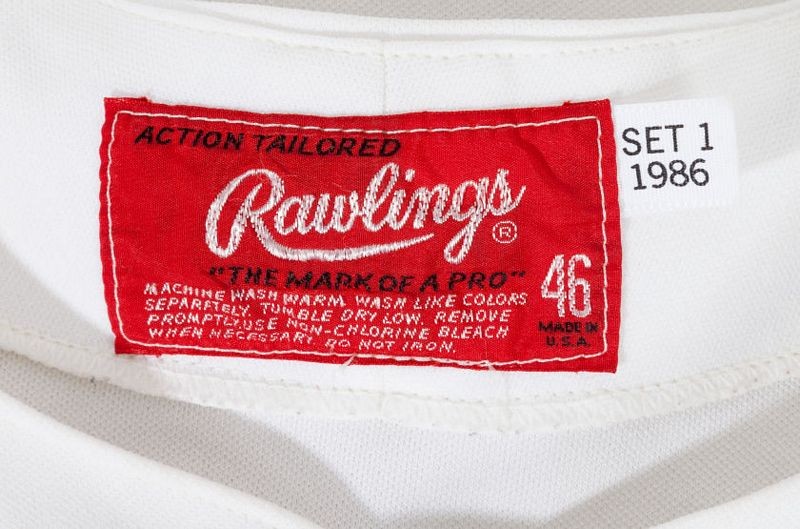 ACTION TAILORED
Rawlings®
"THE MARK OF A PRO"
MACHINE WASH WARM. WASH LIKE COLORS
SEPARATELY. TUMBLE DRY LOW. REMOVE
PROMPTLY.USE NON-CHLORINE BLEACH
WHEN NECESSARY. DO NOT IRON.
46
MADE IN
U.S.A.
SET 1
1986